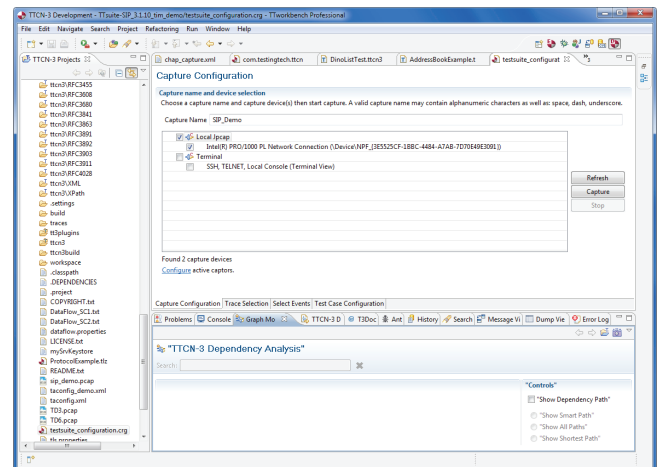 TTCN-3 Development - TTsuite-SIP_3.1.10_tim_demo/testsuite_configuration.crg - TTworkbench Professional
File Edit Navigate Search Project Refactoring Run Window Help
TTCN-3 Projects
ttcn3\RFC3455
ttcn3\RFC3608
ttcn3\RFC3680
ttcn3\RFC3841
ttcn3\RFC3863
ttcn3\RFC3891
ttcn3\RFC3892
ttcn3\RFC3903
ttcn3\RFC3911
ttcn3\RFC4028
ttcn3\XML
ttcn3\XPath
.settings
build
traces
tt3plugins
ttcn3
ttcn3build
workspace
.classpath
.DEPENDENCIES
.project
COPYRIGHT.txt
DataFlow_SC1.txt
DataFlow_SC2.txt
dataflow.properties
LICENSE.txt
mySrvKeystore
ProtocolExample.tlz
README.txt
sip_demo.pcap
taconfig_demo.xml
taconfig.xml
TD3.pcap
TD6.pcap
testsuite_configuration.crg
tls.properties
chap_capture.xml
com.testingtech.ttcn
DinoListTest.ttcn3
AddressBookExample.t
testsuite_configurat
Capture Configuration
Capture name and device selection
Choose a capture name and capture device(s) then start capture. A valid capture name may contain alphanumeric characters as well as: space, dash, underscore.
Capture Name SIP_Demo
Local Jpcap
Intel(R) PRO/1000 PL Network Connection (\Device\NPF_{3E5525CF-1BBC-4484-A7AB-7D70E49E3091})
Terminal
SSH, TELNET, Local Console (Terminal View)
Refresh
Capture
Stop
Found 2 capture devices
Configure active captors.
Capture Configuration Trace Selection Select Events Test Case Configuration
Problems Console Graph Mo TTCN-3 D T3Doc Ant History Search Message Vi Dump Vie Error Log
"TTCN-3 Dependency Analysis"
Search:
"Controls"
"Show Dependency Path"
"Show Smart Path"
"Show All Paths"
"Show Shortest Path"